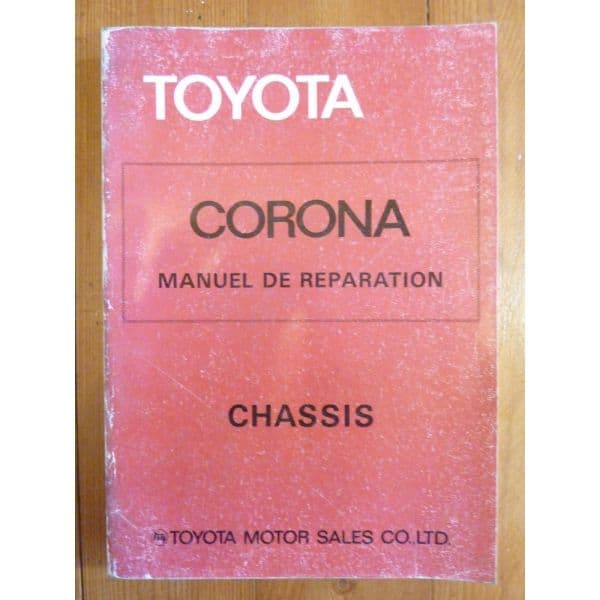 TOYOTA
CORONA
MANUEL DE REPARATION
CHASSIS
TOYOTA MOTOR SALES CO.,LTD.